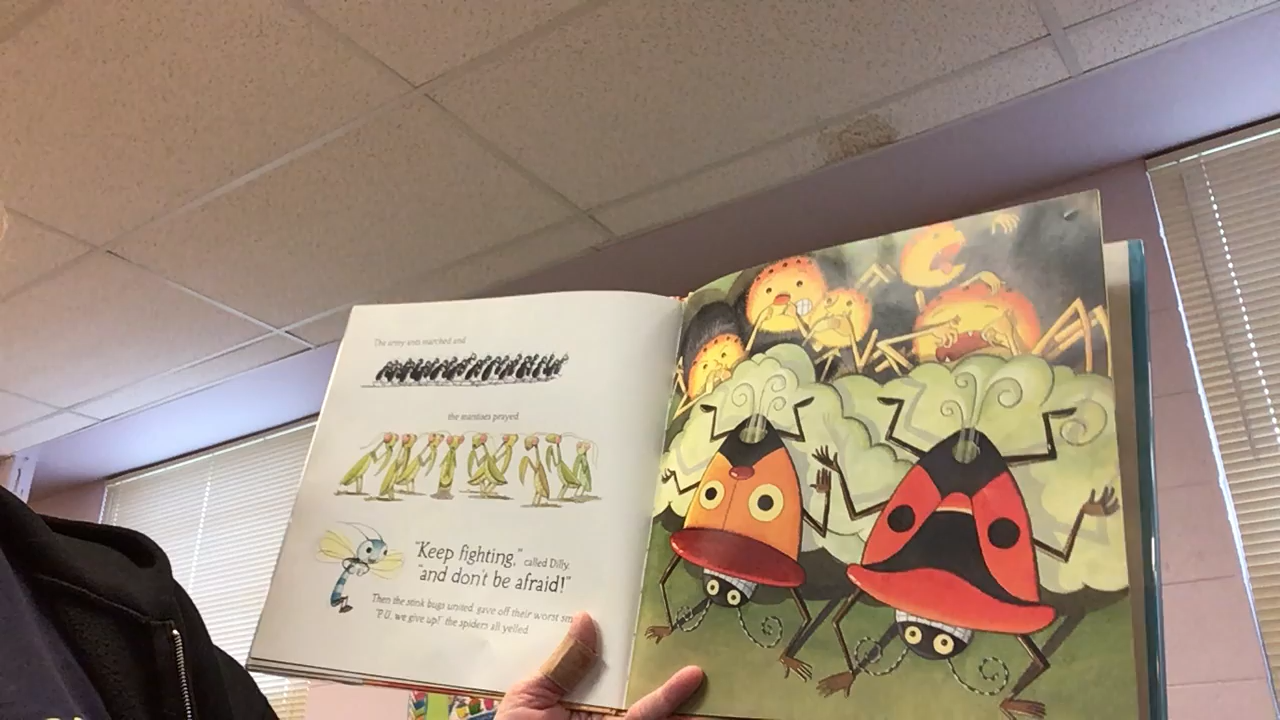 The army ants marched and
the mantises prayed.
"Keep fighting," called Dilly,
"and don't be afraid!"
Then the stink bugs united gave off their worst
"P.U., we give up!" the spiders all yelled